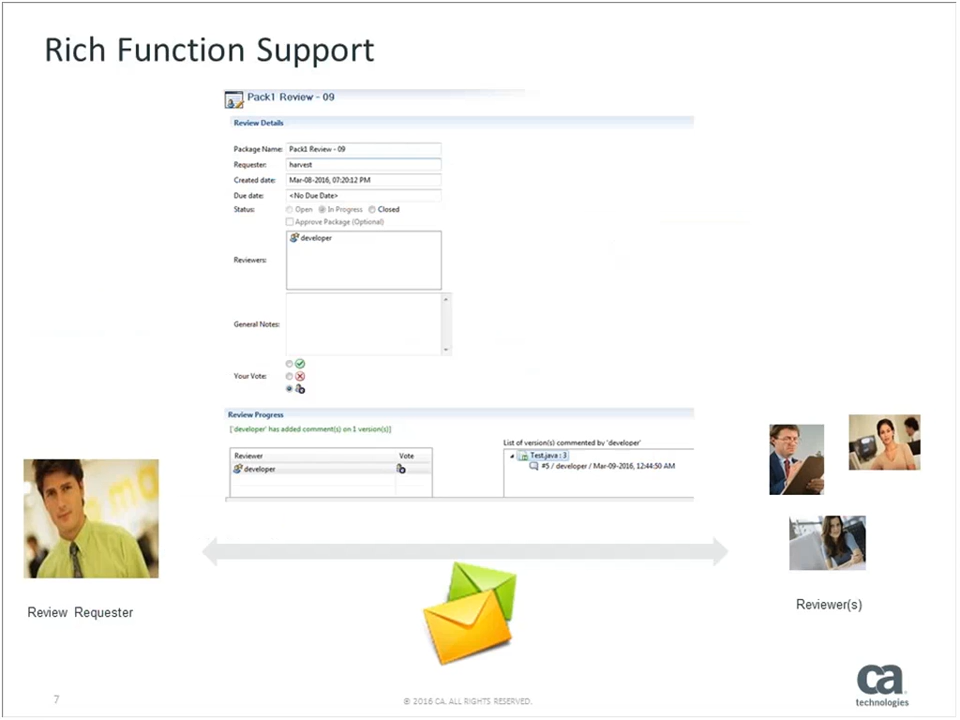 Rich Function Support
Pack1 Review - 09
Review Details
Package Name: Pack1 Review - 09
Requester: harvest
Created date: Mar-08-2016, 07:20:12 PM
Due date: <No Due Date>
Status: Open In Progress Closed
Approve Package (Optional)
developer
Reviewers:
General Notes:
Your Vote:
Review Progress
['developer' has added comment(s) on 1 version(s)]
Reviewer Vote
developer
List of version(s) commented by 'developer'
Test.java : 3
#5 / developer / Mar-09-2016, 12:44:50 AM
Review Requester
Reviewer(s)
7
© 2016 CA. ALL RIGHTS RESERVED.
ca
technologies